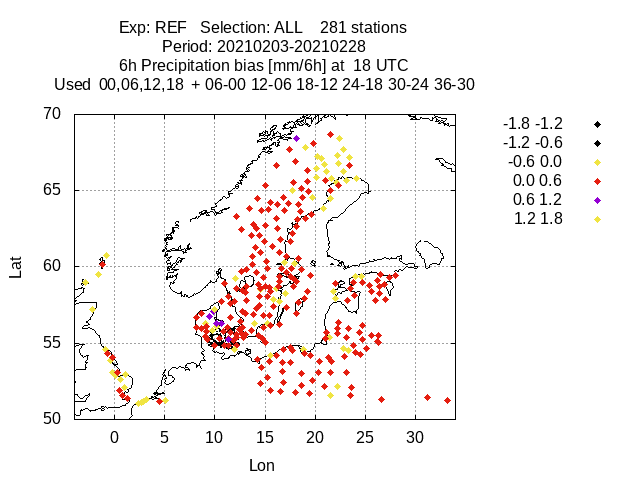 Exp: REF   Selection: ALL    281 stations
Period: 20210203-20210228
6h Precipitation bias [mm/6h] at  18 UTC
Used  00,06,12,18  + 06-00 12-06 18-12 24-18 30-24 36-30
-1.8 -1.2
-1.2 -0.6
-0.6 0.0
0.0 0.6
0.6 1.2
1.2 1.8
70
65
60
55
50
Lat
0 5 10 15 20 25 30
Lon